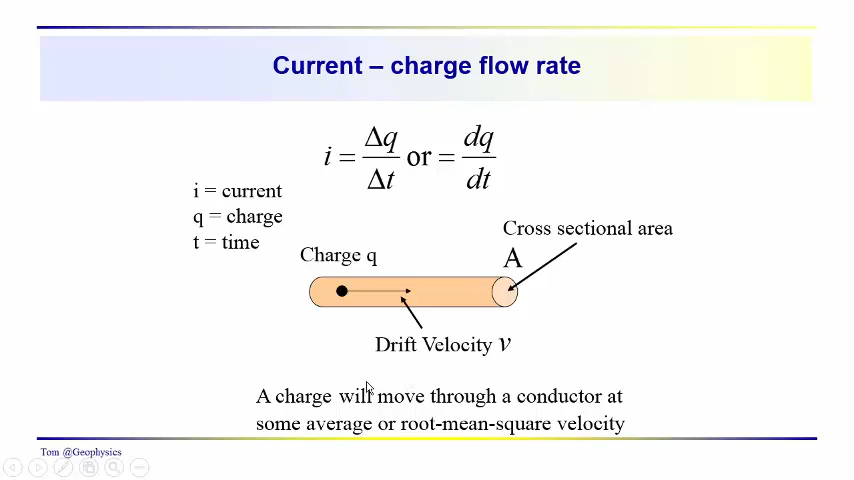 Current – charge flow rate
i = Δq/Δt or = dq/dt
i = current
q = charge
t = time
Cross sectional area
Charge q
A
Drift Velocity v
A charge will move through a conductor at
some average or root-mean-square velocity
Tom @Geophysics